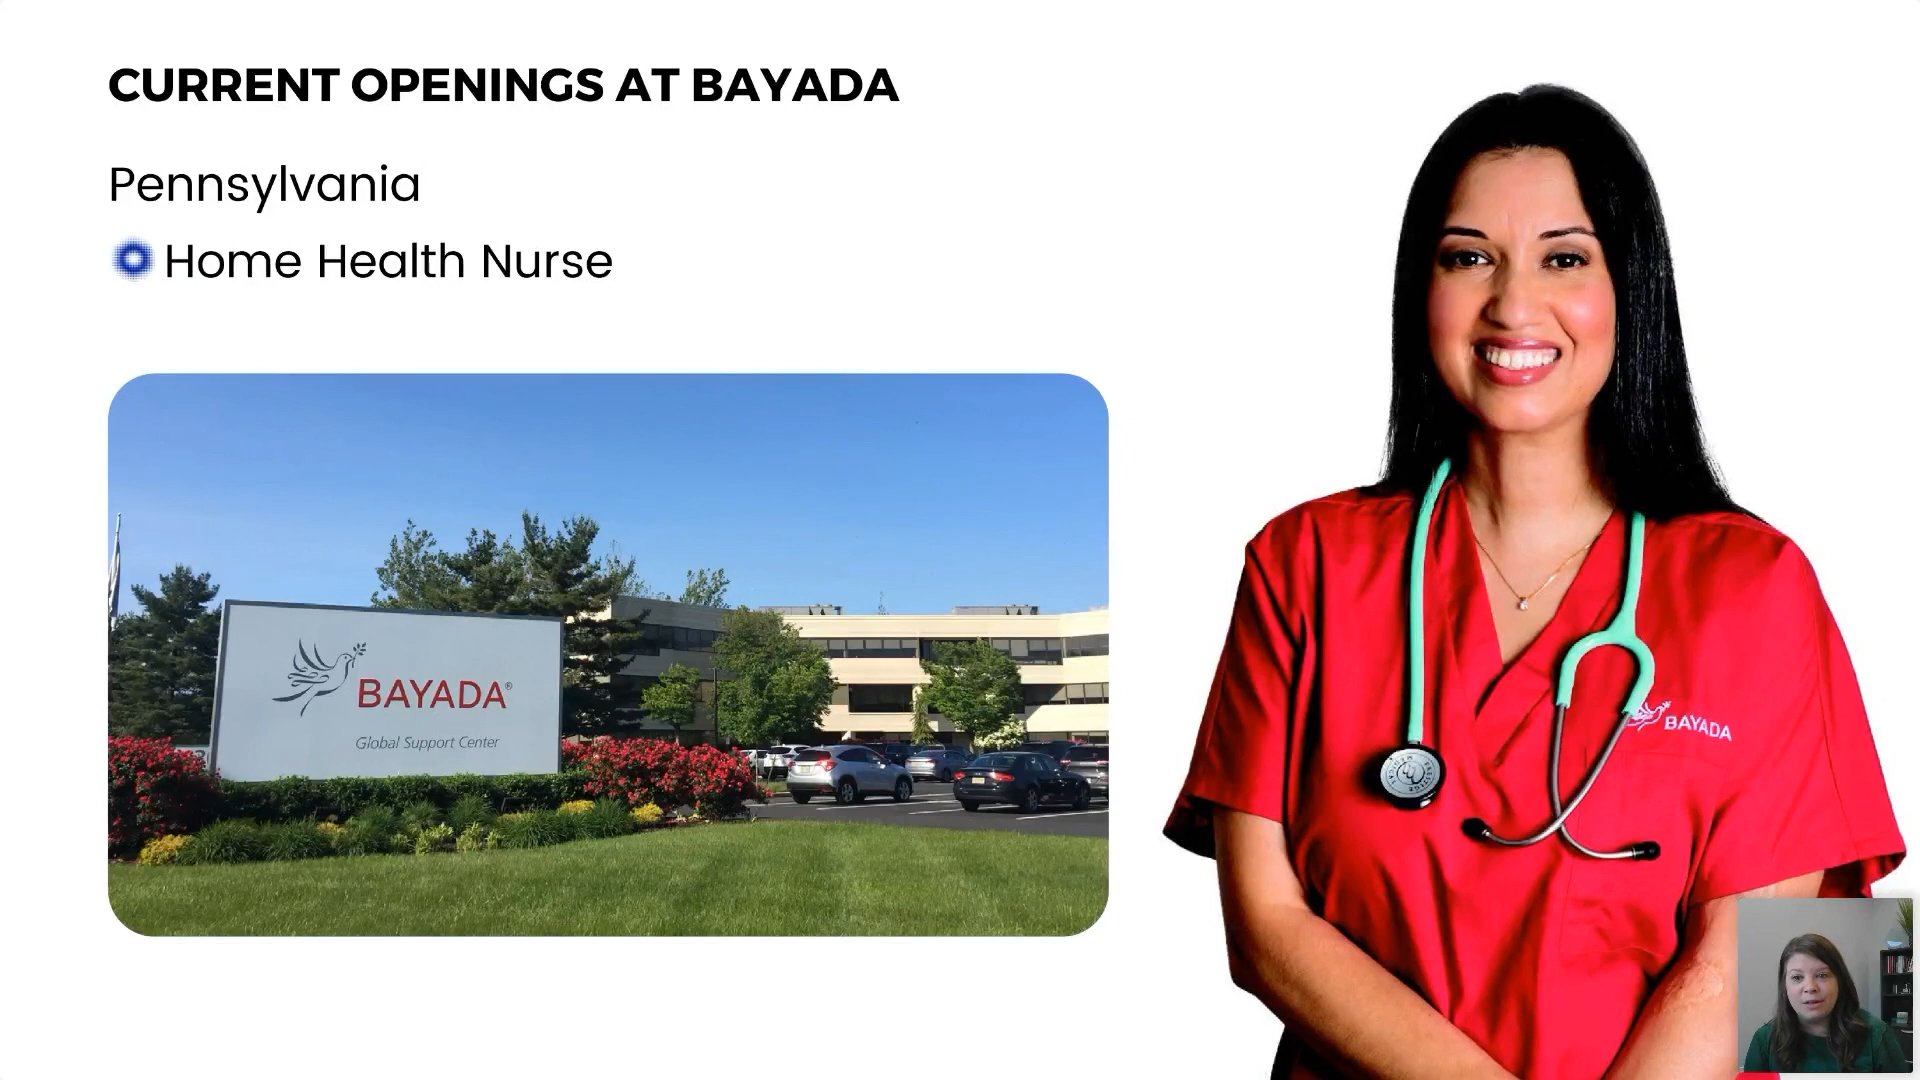 CURRENT OPENINGS AT BAYADA
Pennsylvania
Home Health Nurse
BAYADA®
Global Support Center
BAYADA